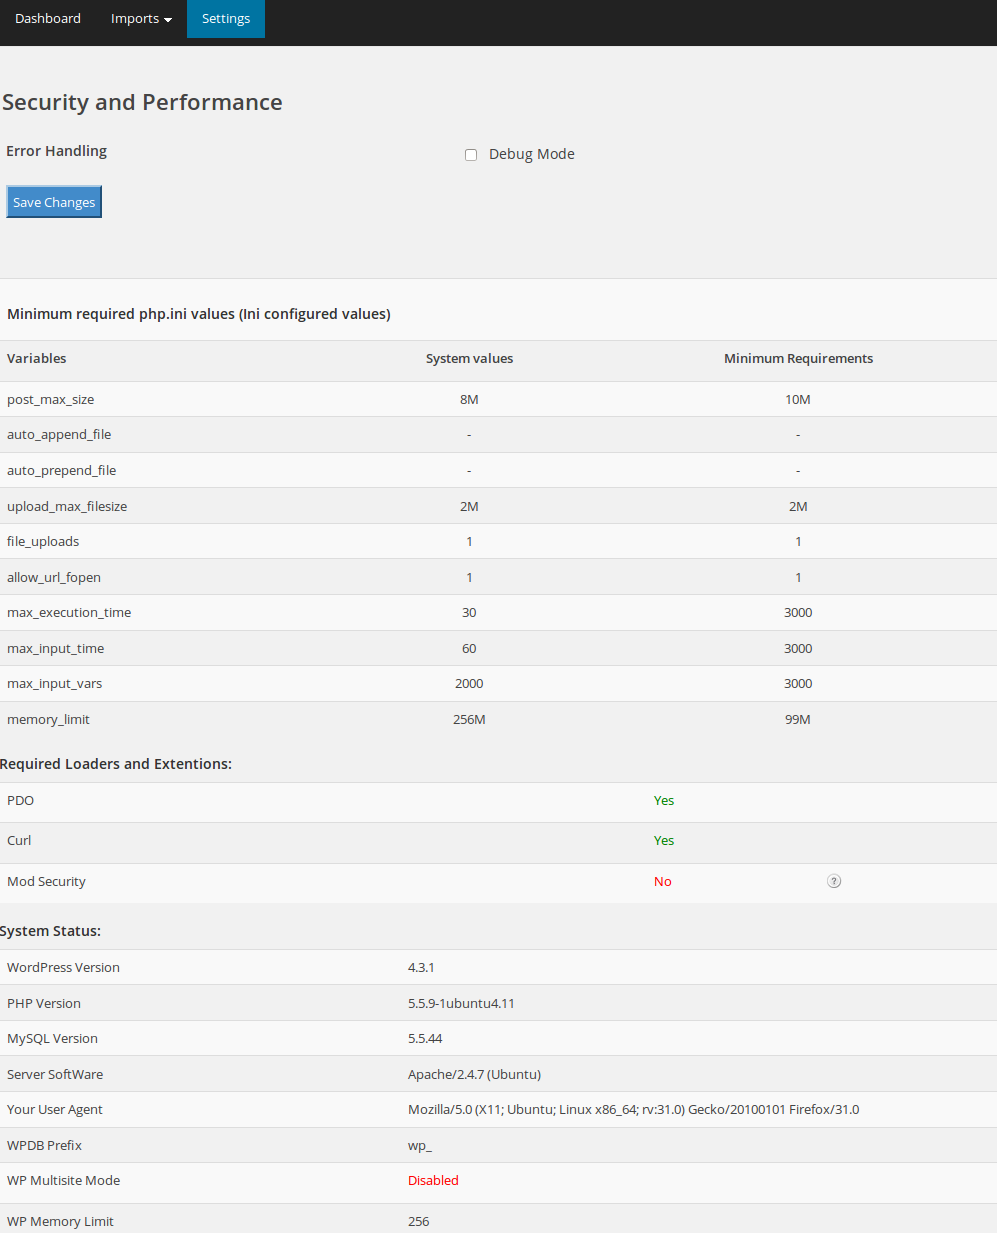 Dashboard Imports Settings
Security and Performance
Error Handling Debug Mode
Save Changes
Minimum required php.ini values (Ini configured values)
Variables System values Minimum Requirements
post_max_size 8M 10M
auto_append_file - -
auto_prepend_file - -
upload_max_filesize 2M 2M
file_uploads 1 1
allow_url_fopen 1 1
max_execution_time 30 3000
max_input_time 60 3000
max_input_vars 2000 3000
memory_limit 256M 99M
Required Loaders and Extentions:
PDO Yes
Curl Yes
Mod Security No ?
System Status:
WordPress Version 4.3.1
PHP Version 5.5.9-1ubuntu4.11
MySQL Version 5.5.44
Server SoftWare Apache/2.4.7 (Ubuntu)
Your User Agent Mozilla/5.0 (X11; Ubuntu; Linux x86_64; rv:31.0) Gecko/20100101 Firefox/31.0
WPDB Prefix wp_
WP Multisite Mode Disabled
WP Memory Limit 256